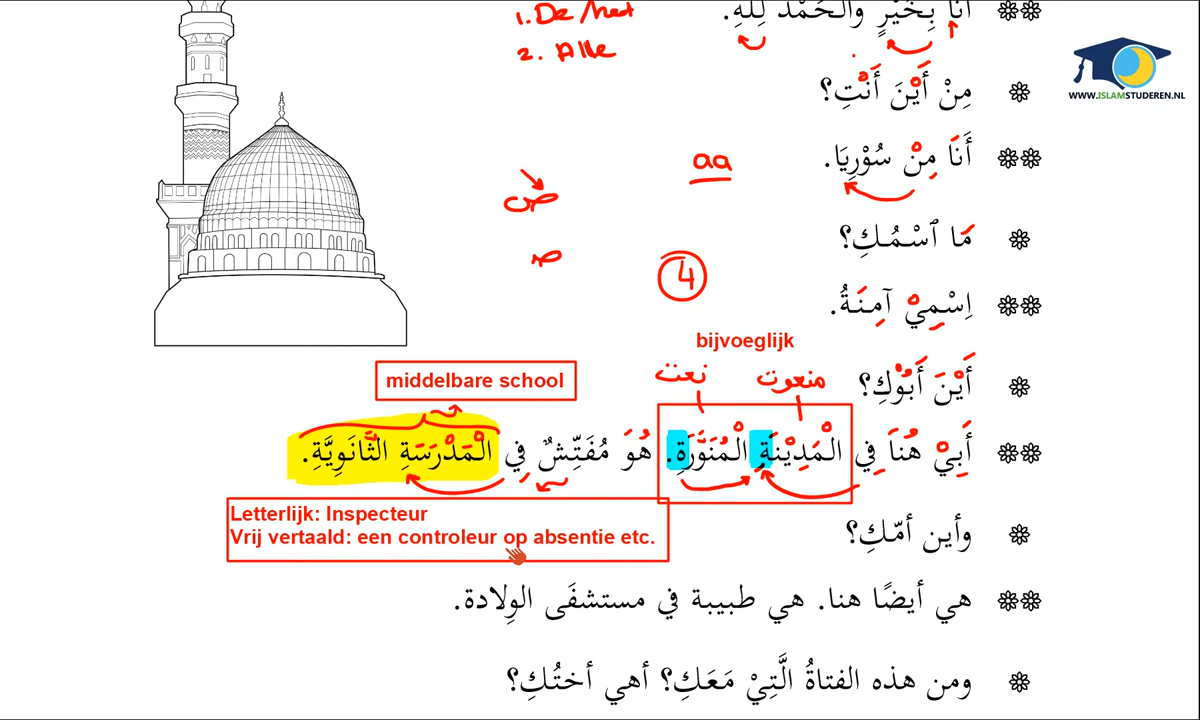 1. De/het
أَنَا بِخَيْرٍ وَالْحَمْدُ لِلّٰهِ.
2. Alle
WWW.ISLAMSTUDEREN.NL
مِنْ أَيْنَ أَنْتِ؟
أَنَا مِنْ سُوْرِيَا.
aa
ض
ض
مَا ٱسْمُكِ؟
4
اِسْمِيْ آمِنَةُ.
bijvoeglijk
middelbare school
نعت
منعوت
أَيْنَ أَبُوْكِ؟
أَبِيْ هُنَا فِي الْمَدِيْنَةِ الْمُنَوَّرَةِ. هُوَ مُفَتِّشٌ فِي الْمَدْرَسَةِ الثَّانَوِيَّةِ.
Letterlijk: Inspecteur
Vrij vertaald: een controleur op absentie etc.
وأين أمّكِ؟
هي أيضًا هنا. هي طبيبة في مستشفَى الوِلادة.
ومن هذه الفتاةُ الَّتِيْ مَعَكِ؟ أهي أختُكِ؟